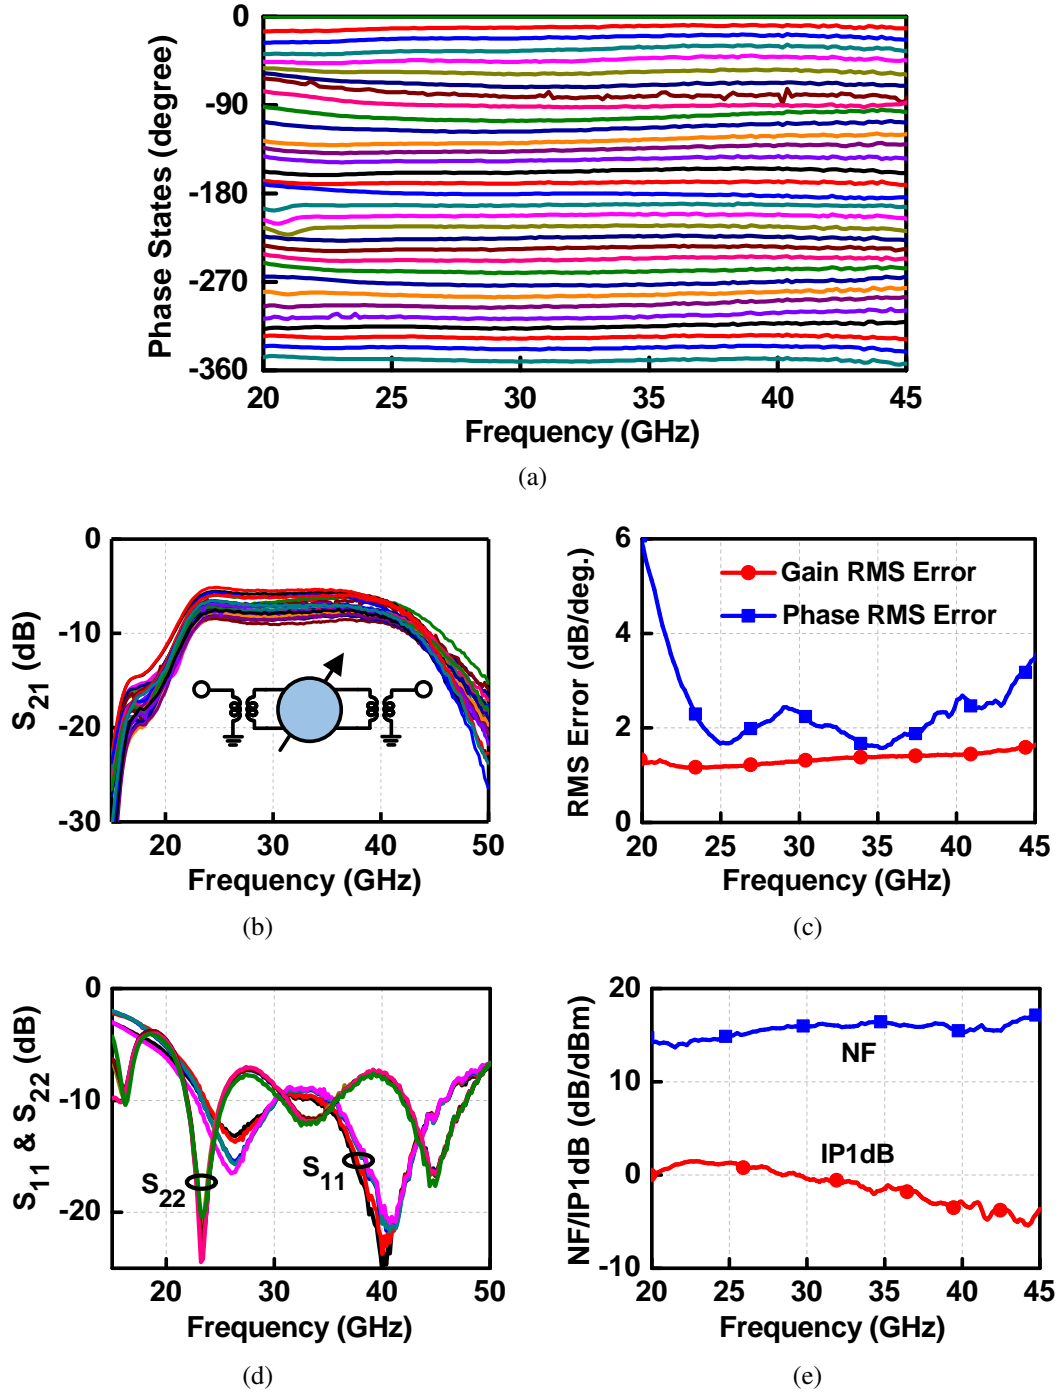 0
-90
-180
-270
-360
Phase States (degree)
20 25 30 35 40 45
Frequency (GHz)
(a)
0
-10
-20
-30
S21 (dB)
20 30 40 50
Frequency (GHz)
(b)
6
4
2
0
RMS Error (dB/deg.)
Gain RMS Error
Phase RMS Error
20 25 30 35 40 45
Frequency (GHz)
(c)
0
-10
-20
S11 & S22 (dB)
S22
S11
20 30 40 50
Frequency (GHz)
(d)
20
10
0
-10
NF/IP1dB (dB/dBm)
NF
IP1dB
20 25 30 35 40 45
Frequency (GHz)
(e)